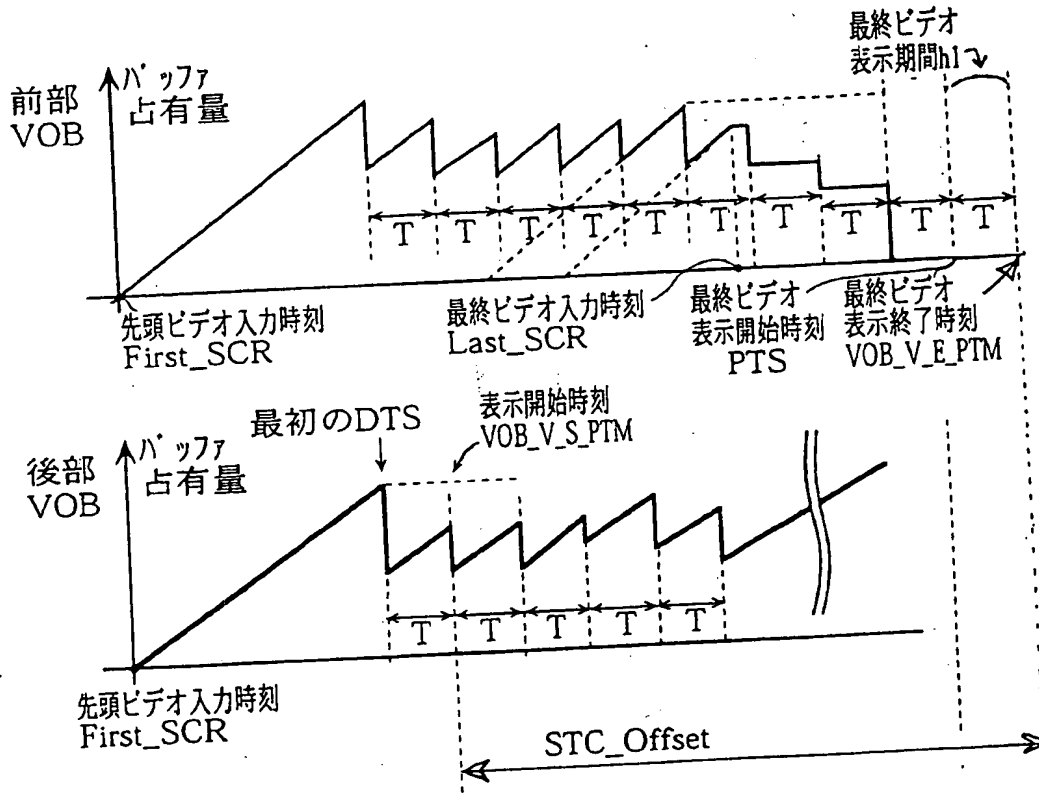 最終ビデオ
表示期間h1
前部
VOB
バッファ
占有量
T T T T T T T T T T
先頭ビデオ入力時刻
First_SCR
最終ビデオ入力時刻
Last_SCR
最終ビデオ
表示開始時刻
PTS
最終ビデオ
表示終了時刻
VOB_V_E_PTM
後部
VOB
バッファ
占有量
最初のDTS
表示開始時刻
VOB_V_S_PTM
T T T T T
先頭ビデオ入力時刻
First_SCR
STC_Offset